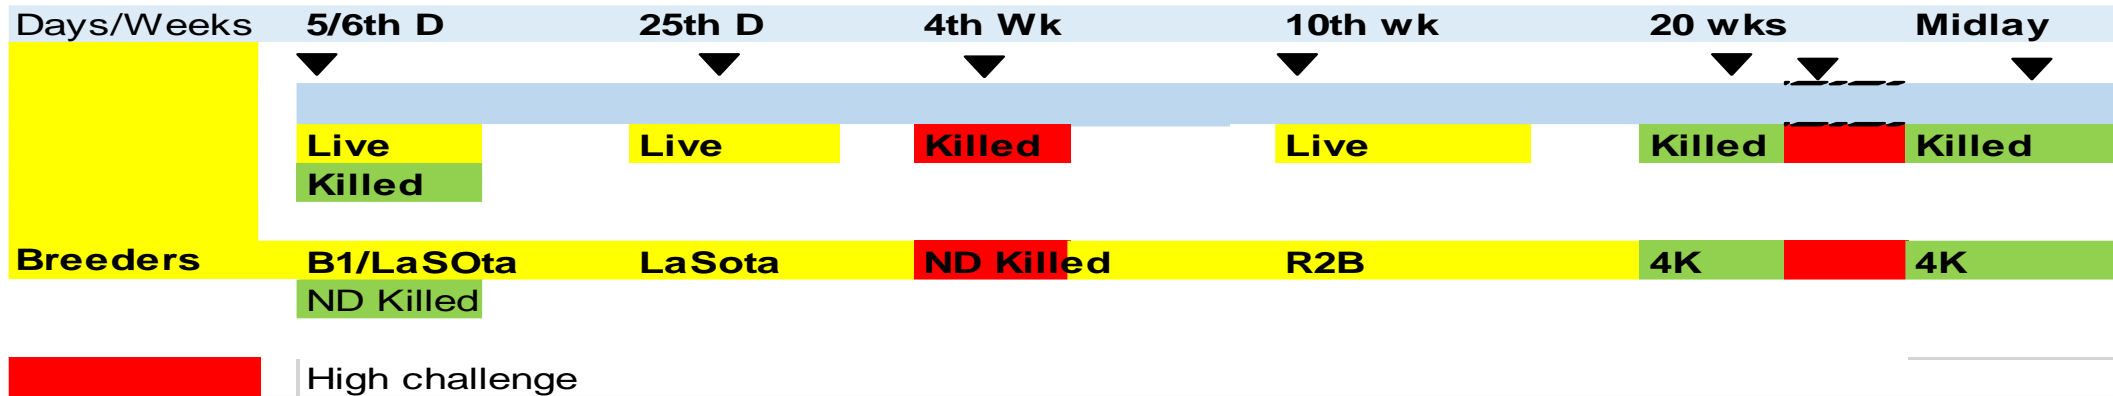 Days/Weeks 5/6th D 25th D 4th Wk 10th wk 20 wks Midlay
Live Live Killed Live Killed Killed
Killed
Breeders B1/LaSOta LaSota ND Killed R2B 4K 4K
ND Killed
High challenge